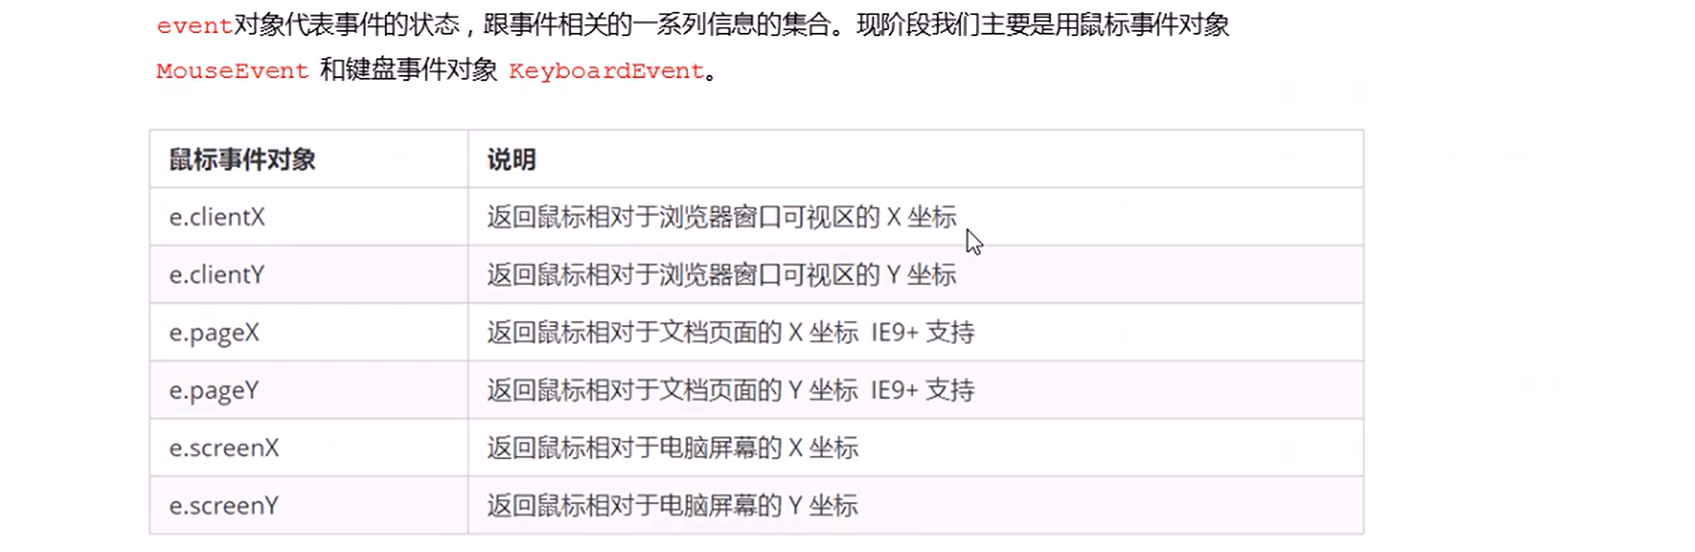 event对象代表事件的状态，跟事件相关的一系列信息的集合。现阶段我们主要是用鼠标事件对象
MouseEvent 和键盘事件对象 KeyboardEvent。
鼠标事件对象 说明
e.clientX 返回鼠标相对于浏览器窗口可视区的 X 坐标
e.clientY 返回鼠标相对于浏览器窗口可视区的 Y 坐标
e.pageX 返回鼠标相对于文档页面的 X 坐标 IE9+ 支持
e.pageY 返回鼠标相对于文档页面的 Y 坐标 IE9+ 支持
e.screenX 返回鼠标相对于电脑屏幕的 X 坐标
e.screenY 返回鼠标相对于电脑屏幕的 Y 坐标